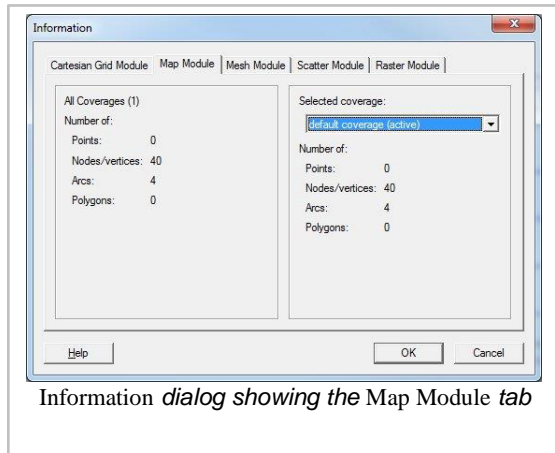 Information
Cartesian Grid Module Map Module Mesh Module Scatter Module Raster Module
All Coverages (1)
Number of:
Points: 0
Nodes/vertices: 40
Arcs: 4
Polygons: 0
Selected coverage:
default coverage (active)
Number of:
Points: 0
Nodes/vertices: 40
Arcs: 4
Polygons: 0
Help OK Cancel
Information dialog showing the Map Module tab